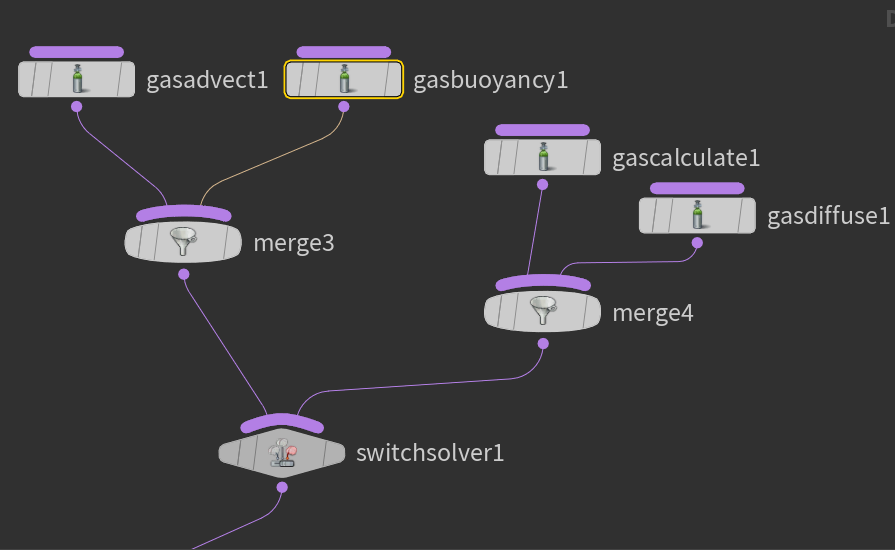 gasadvect1
gasbuoyancy1
gascalculate1
gasdiffuse1
merge3
merge4
switchsolver1